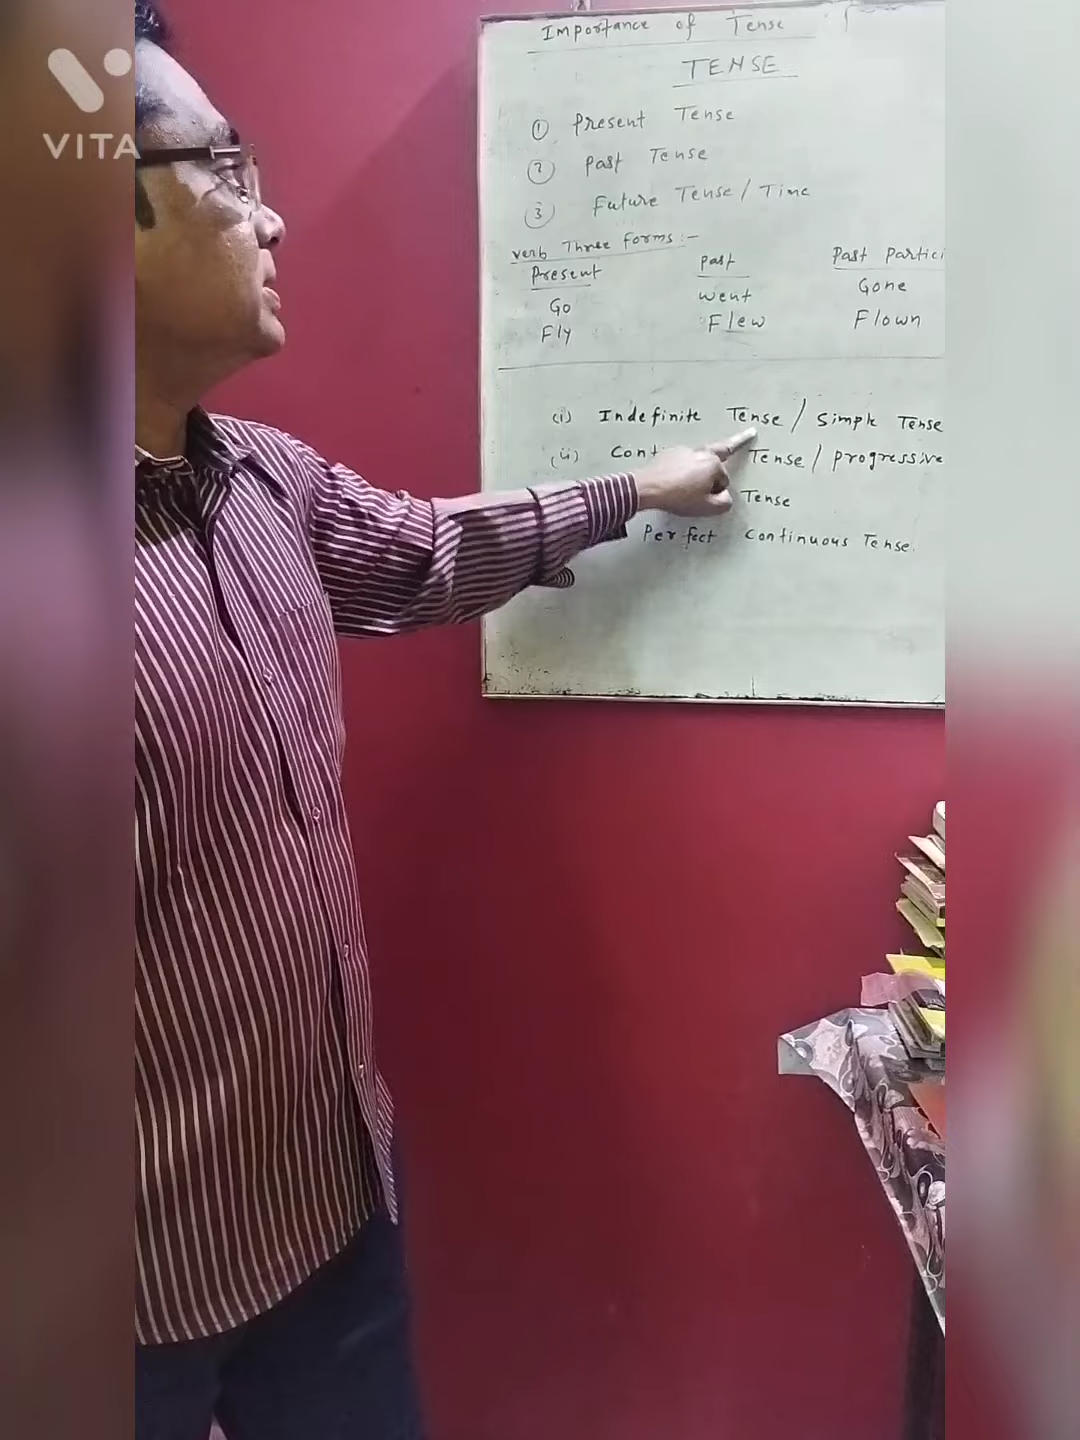 VITA
Importance of Tense : {
TENSE
① Present Tense
② Past Tense
③ Future Tense / Time
Verb Three Forms :-
Present Past Past Partici
Go Went Gone
Fly Flew Flown
(i) Indefinite Tense / Simple Tense
(ii) Cont Tense / Progressive
Tense
Perfect Continuous Tense.